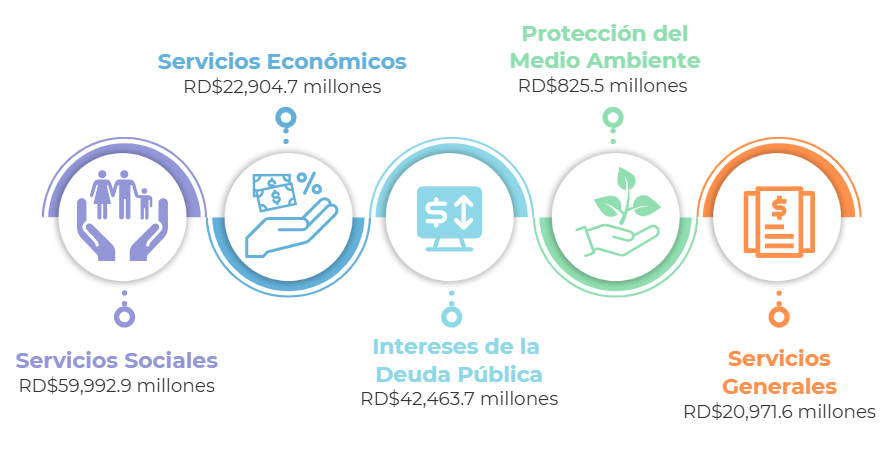 Servicios Sociales
RD$59,992.9 millones
Servicios Económicos
RD$22,904.7 millones
%
$
$
Intereses de la
Deuda Pública
RD$42,463.7 millones
$
Protección del
Medio Ambiente
RD$825.5 millones
Servicios
Generales
RD$20,971.6 millones
$